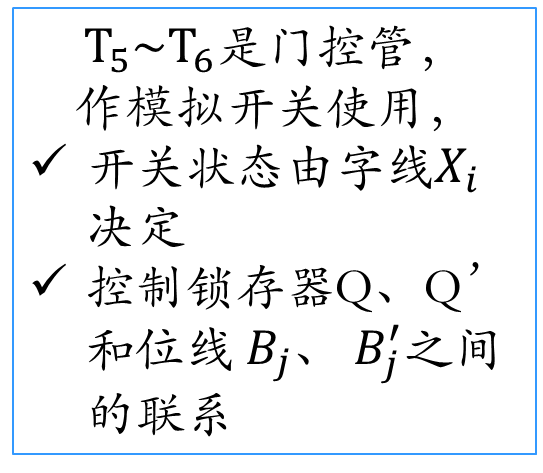 T₅~T₆是门控管，
作模拟开关使用，
✓ 开关状态由字线Xᵢ
决定
✓ 控制锁存器Q、Q’
和位线 Bⱼ、 B′ⱼ之间
的联系